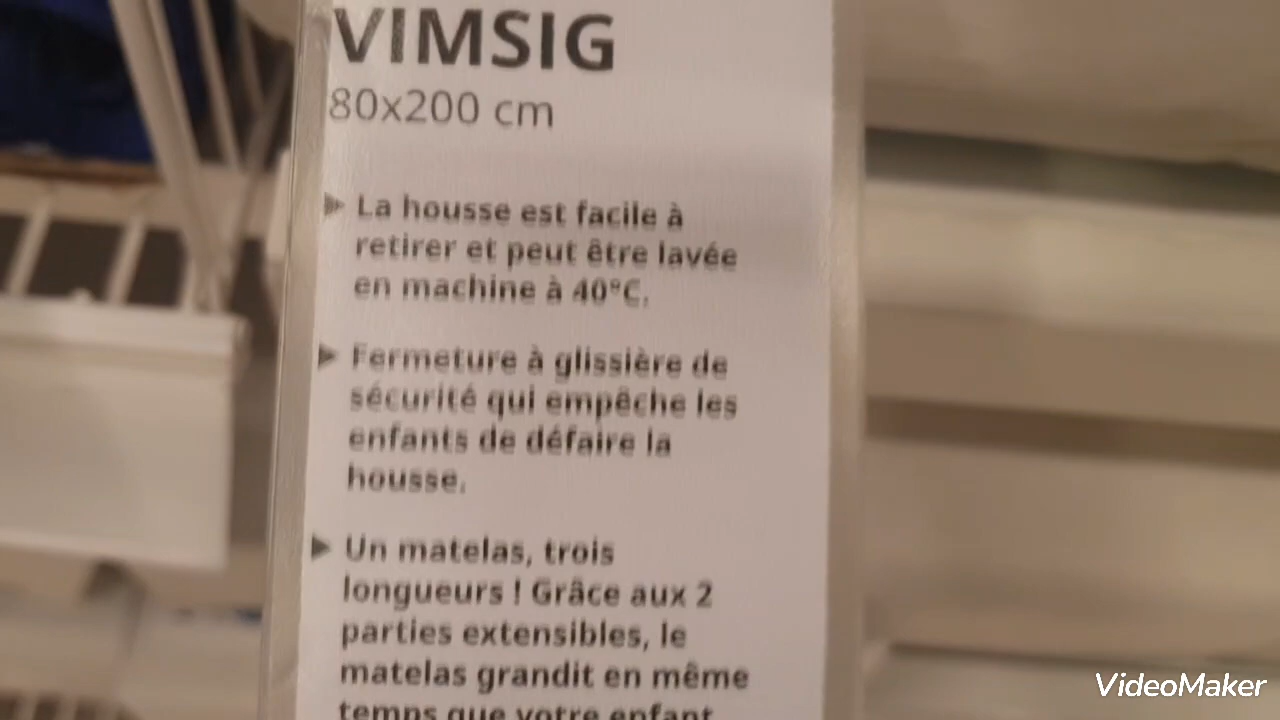 VIMSIG
80x200 cm
▶ La housse est facile à
retirer et peut être lavée
en machine à 40°C.
▶ Fermeture à glissière de
sécurité qui empêche les
enfants de défaire la
housse.
▶ Un matelas, trois
longueurs ! Grâce aux 2
parties extensibles, le
matelas grandit en même
temps que votre enfant
VideoMaker